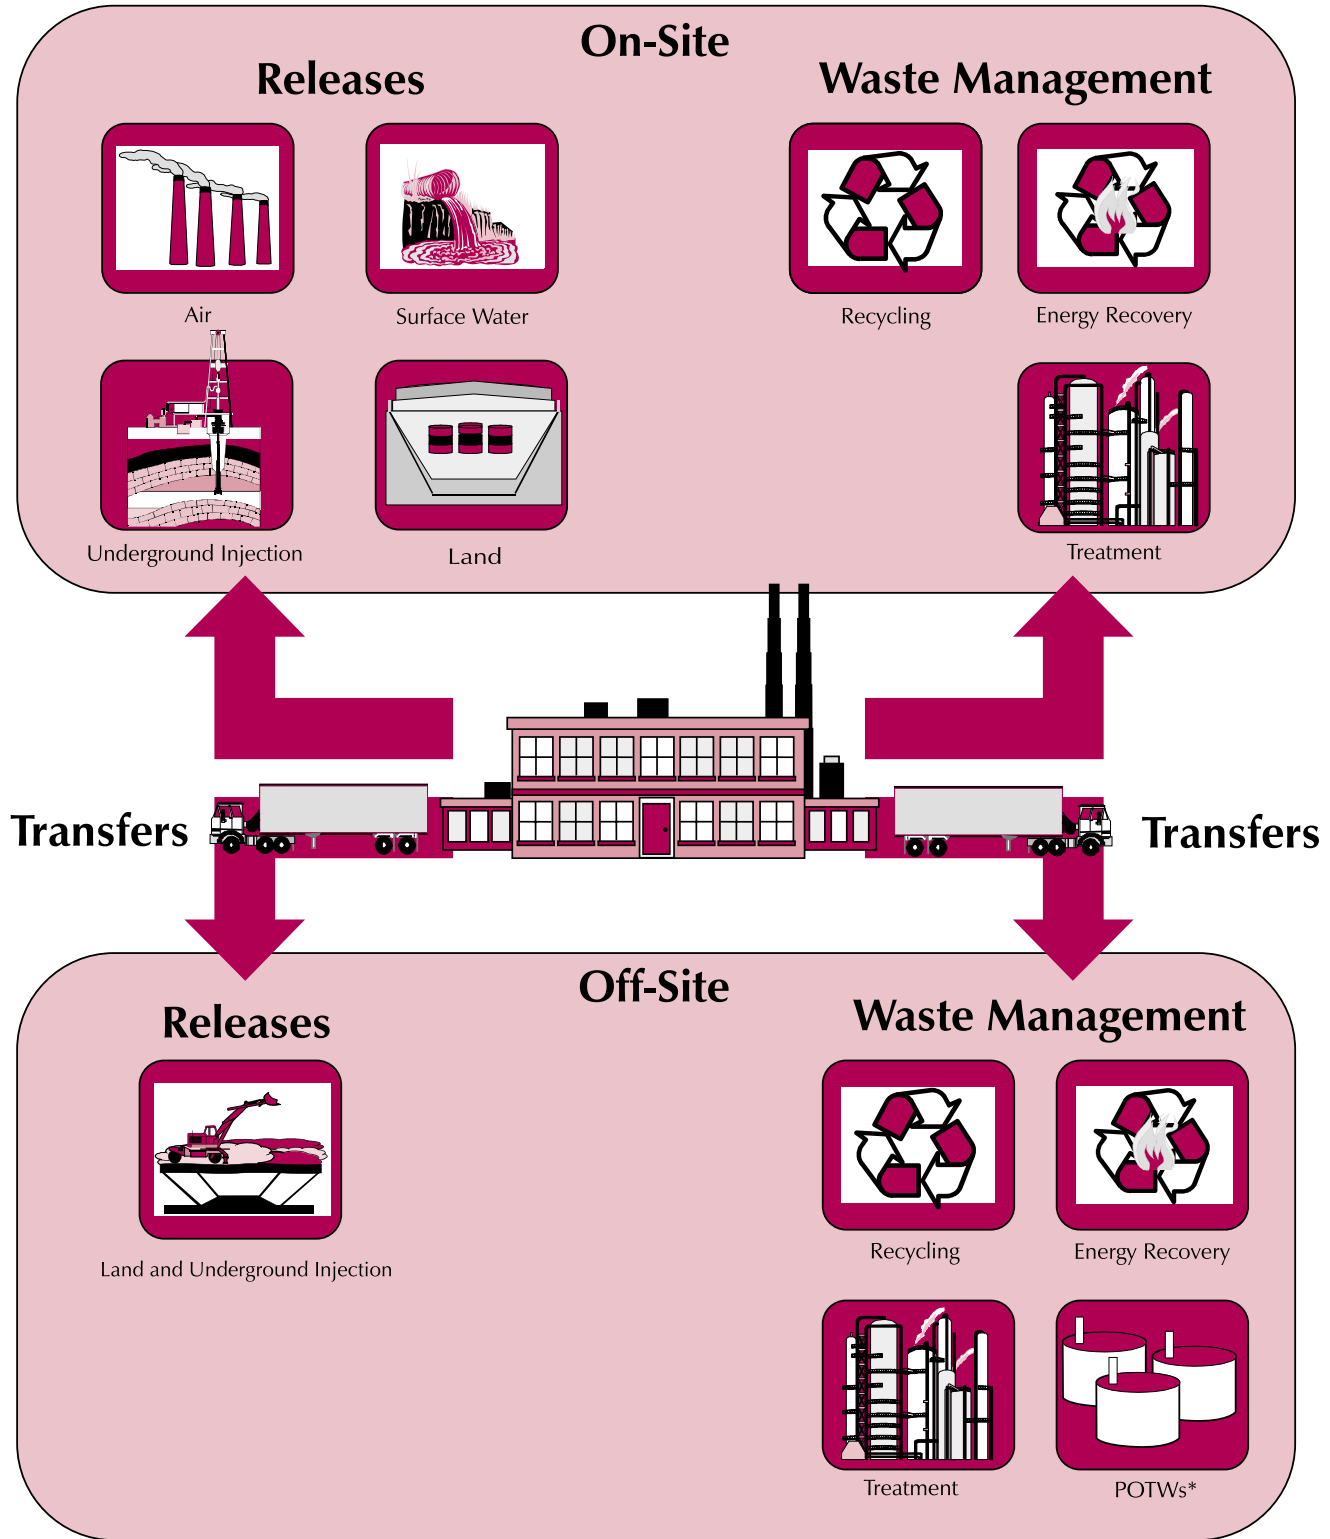 On-Site
Releases
Waste Management
Air
Surface Water
Recycling
Energy Recovery
Underground Injection
Land
Treatment
Transfers
Transfers
Off-Site
Releases
Waste Management
Land and Underground Injection
Recycling
Energy Recovery
Treatment
POTWs*